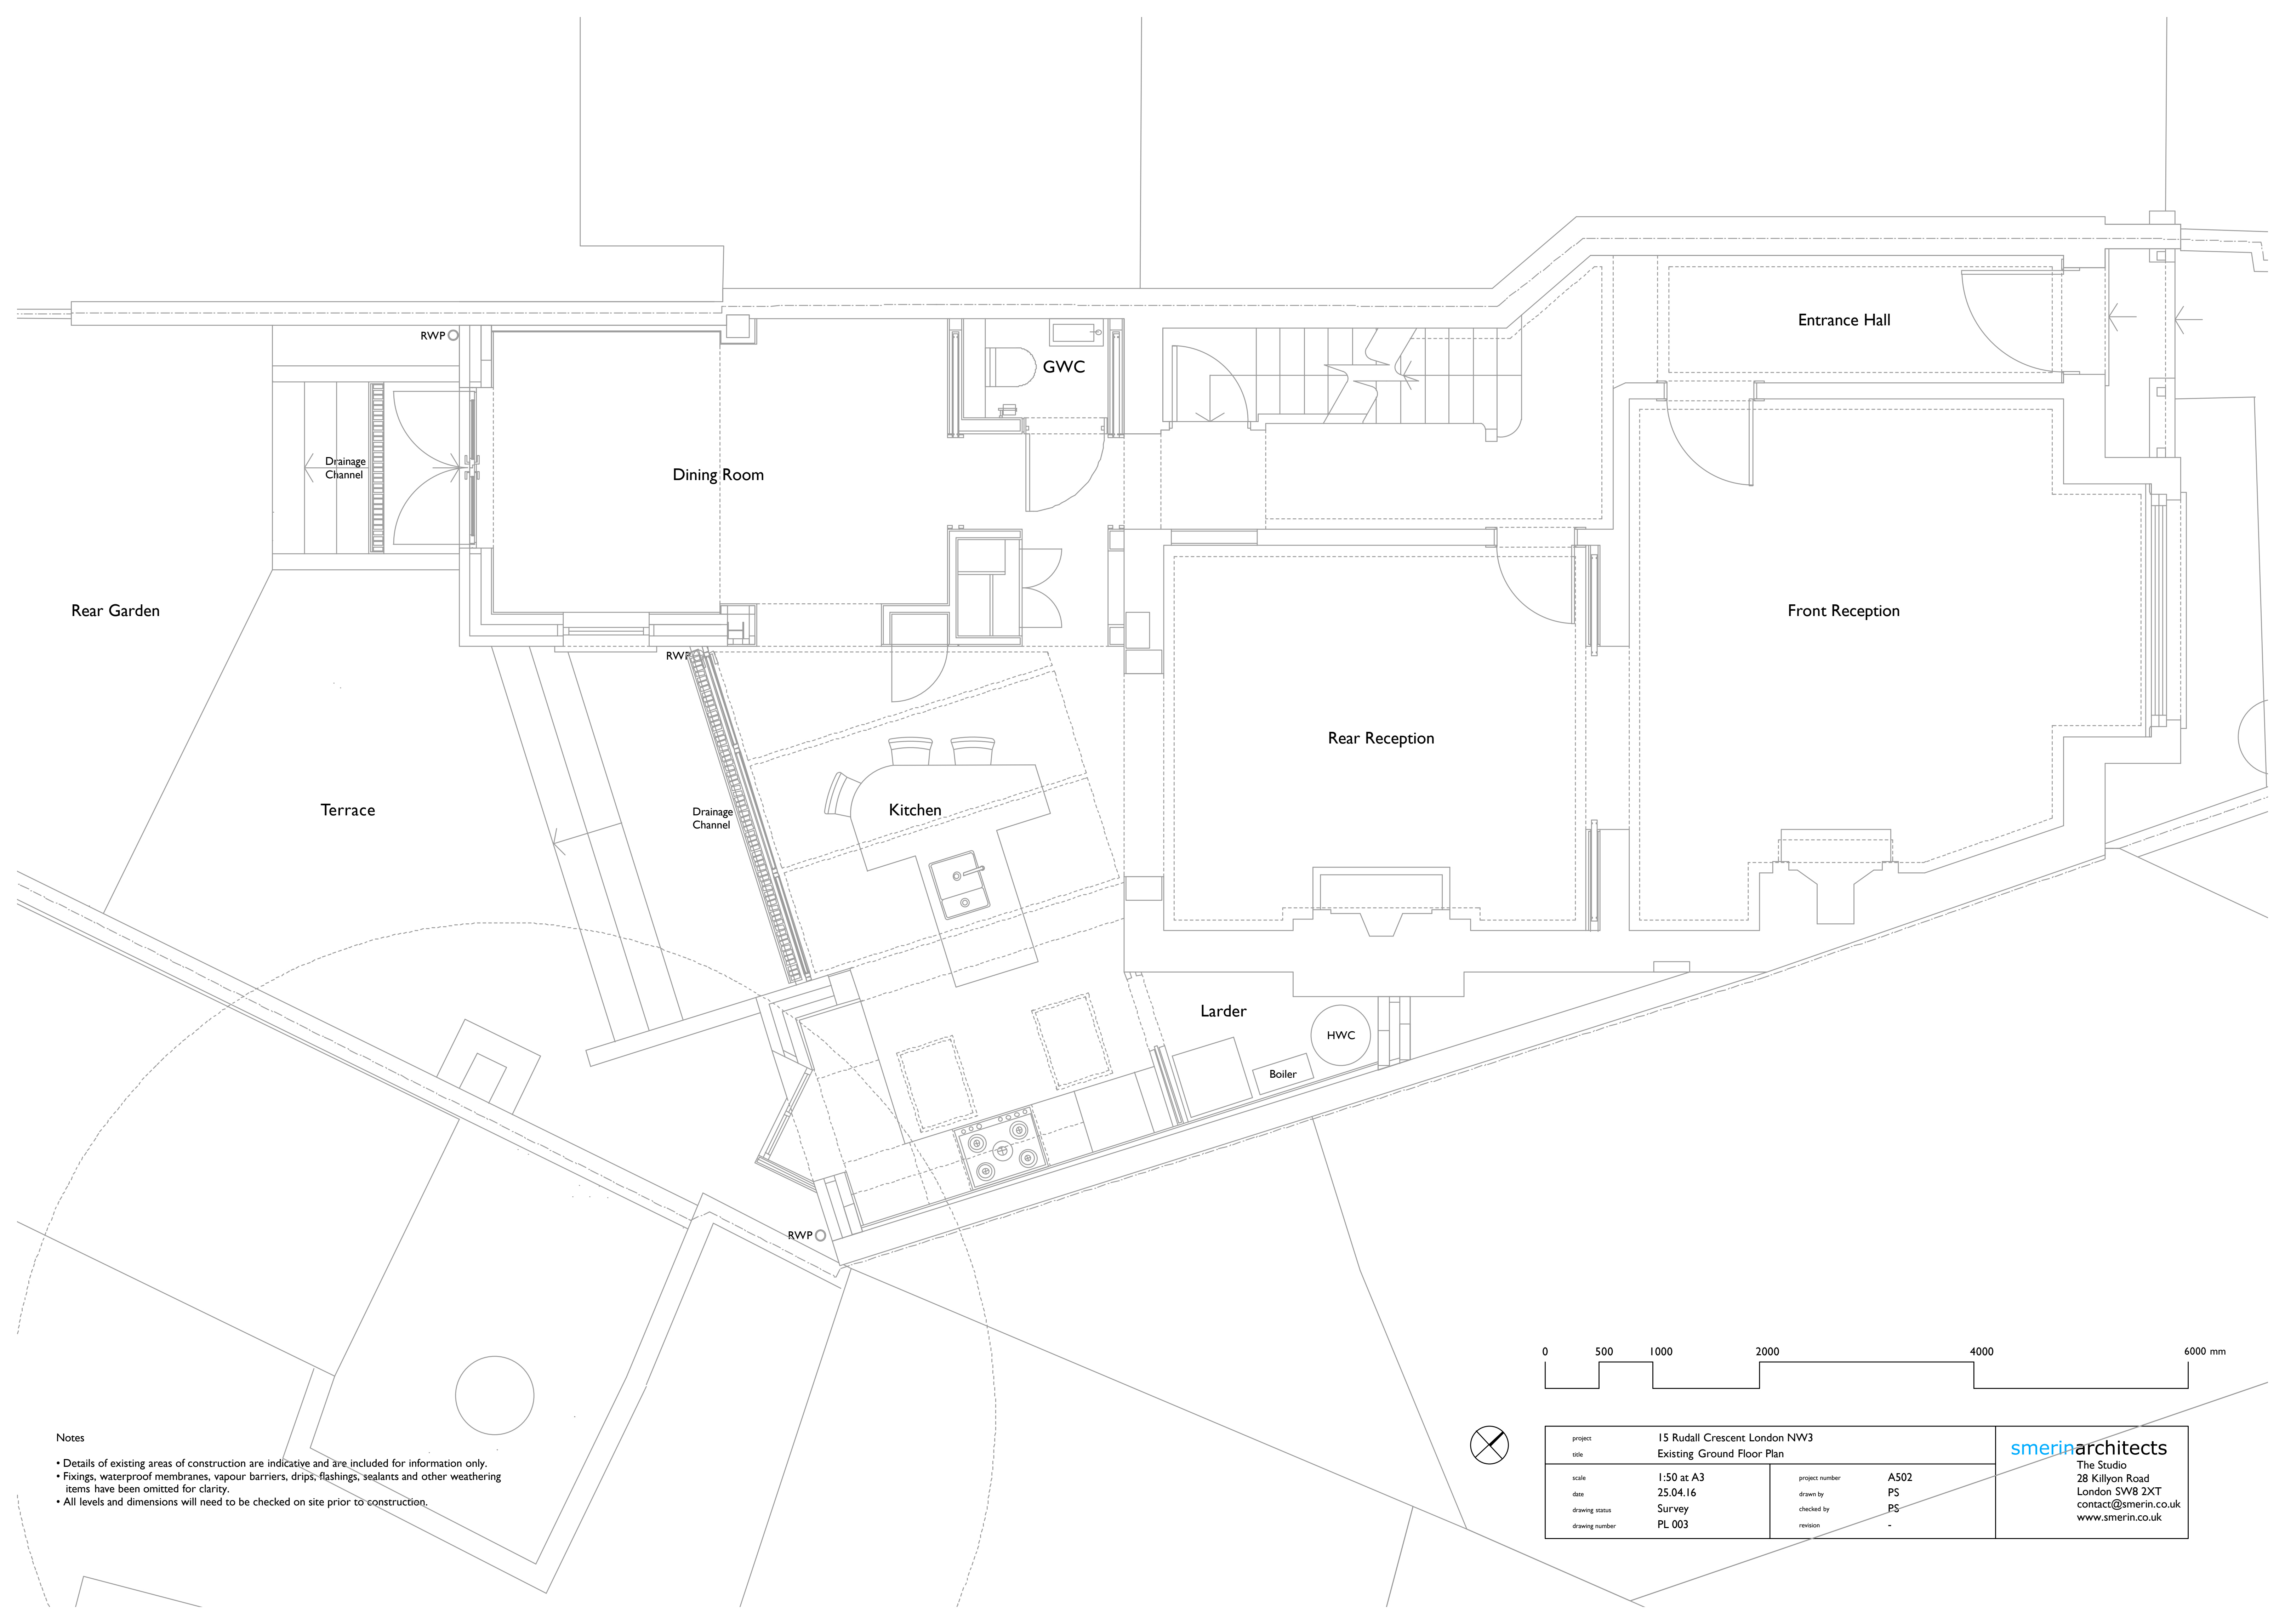 Entrance Hall
RWP
GWC
Drainage
Channel
Dining Room
Rear Garden
Front Reception
RWP
Rear Reception
Terrace
Drainage
Channel
Kitchen
Larder
HWC
Boiler
RWP
0 500 1000 2000 4000 6000 mm
Notes
• Details of existing areas of construction are indicative and are included for information only.
• Fixings, waterproof membranes, vapour barriers, drips, flashings, sealants and other weathering
items have been omitted for clarity.
• All levels and dimensions will need to be checked on site prior to construction.
project 15 Rudall Crescent London NW3
title Existing Ground Floor Plan
scale 1:50 at A3
date 25.04.16
drawing status Survey
drawing number PL 003
project number A502
drawn by PS
checked by PS
revision -
smerinarchitects
The Studio
28 Killyon Road
London SW8 2XT
contact@smerin.co.uk
www.smerin.co.uk